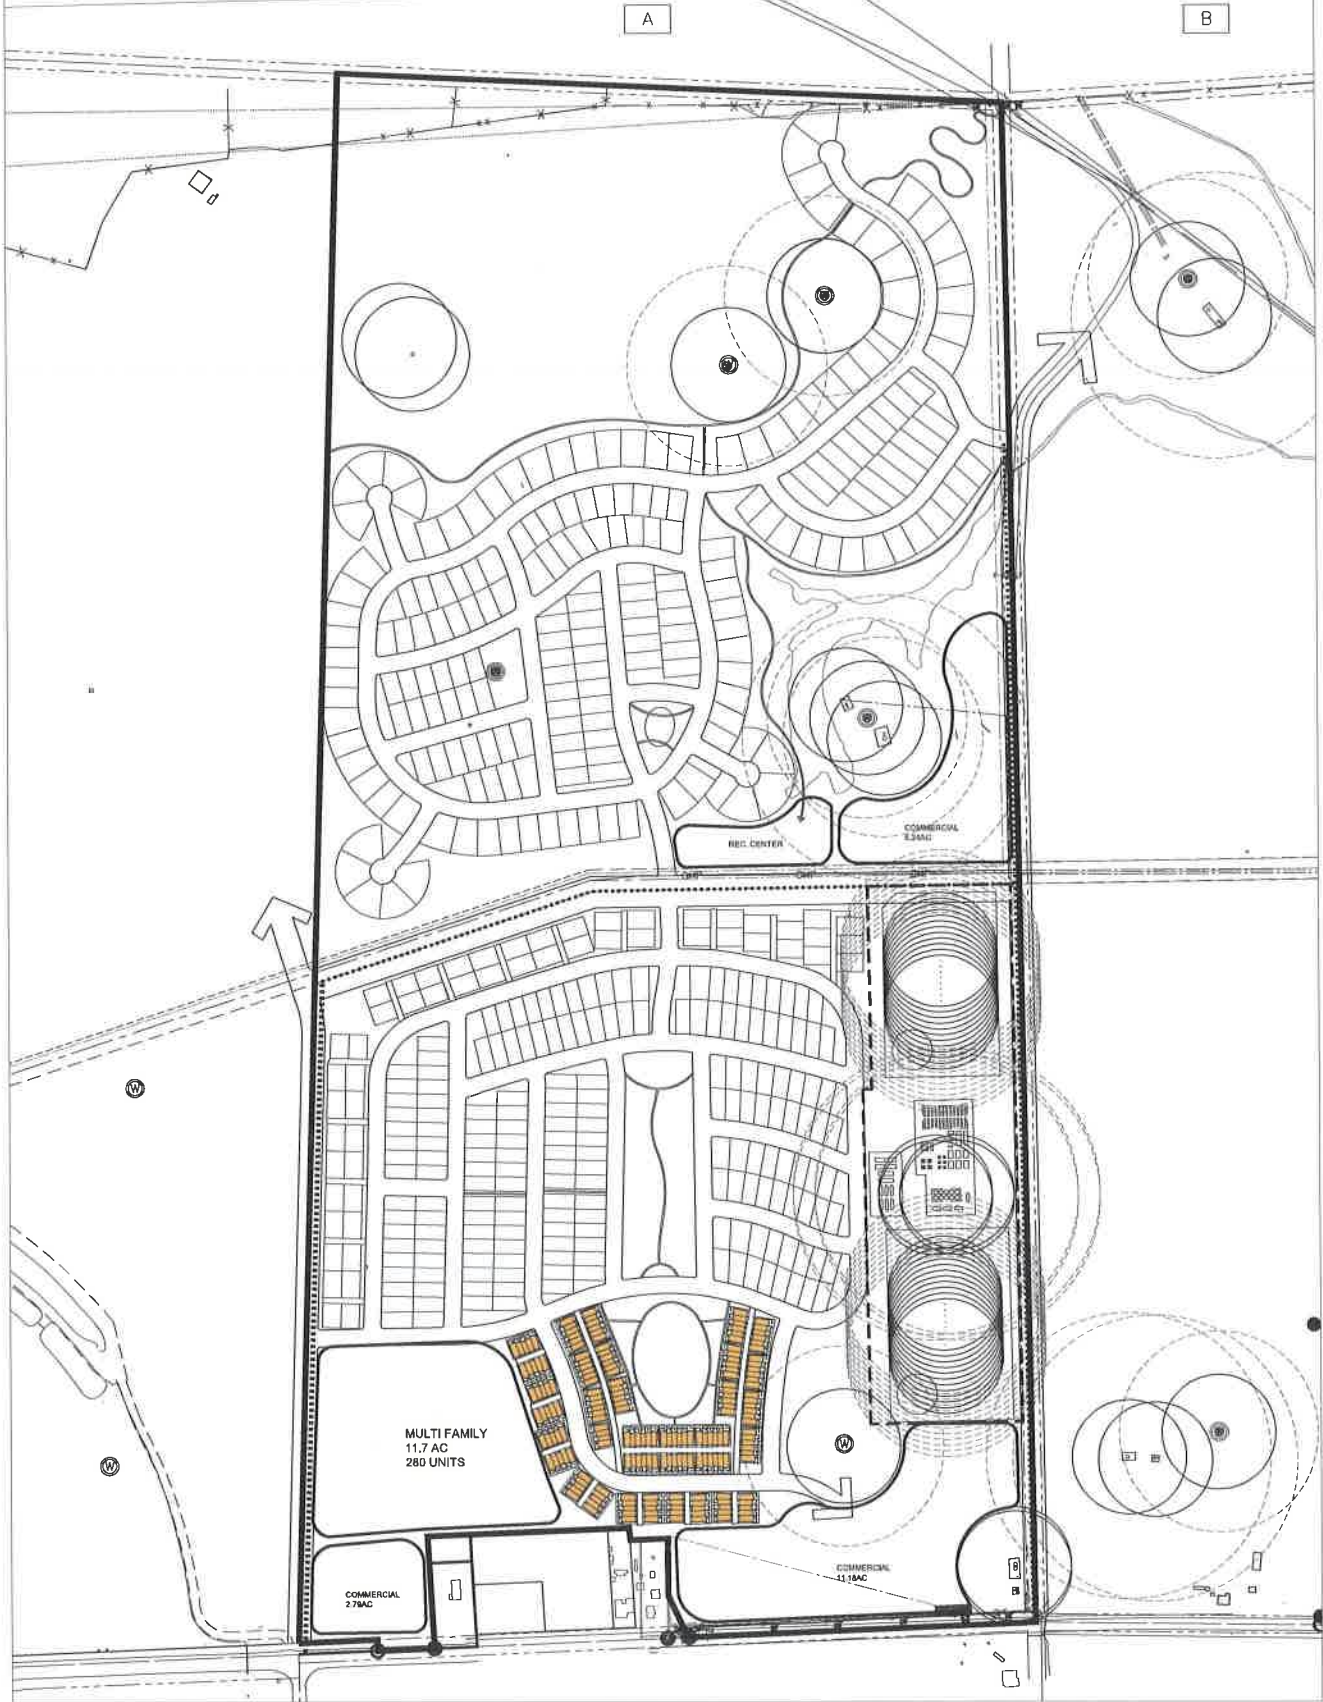 A
B
REC. CENTER
COMMERCIAL
W
MULTI FAMILY
11.7 AC
280 UNITS
W
W
COMMERCIAL
2.79AC
COMMERCIAL
11.18AC